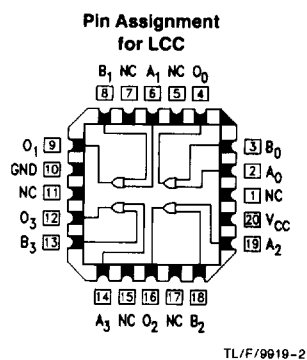 Pin Assignment
for LCC
B1 NC A1 NC O0
8 7 6 5 4
O1 9
GND 10
NC 11
O3 12
B3 13
3 B0
2 A0
1 NC
20 VCC
19 A2
14 15 16 17 18
A3 NC O2 NC B2
TL/F/9919-2